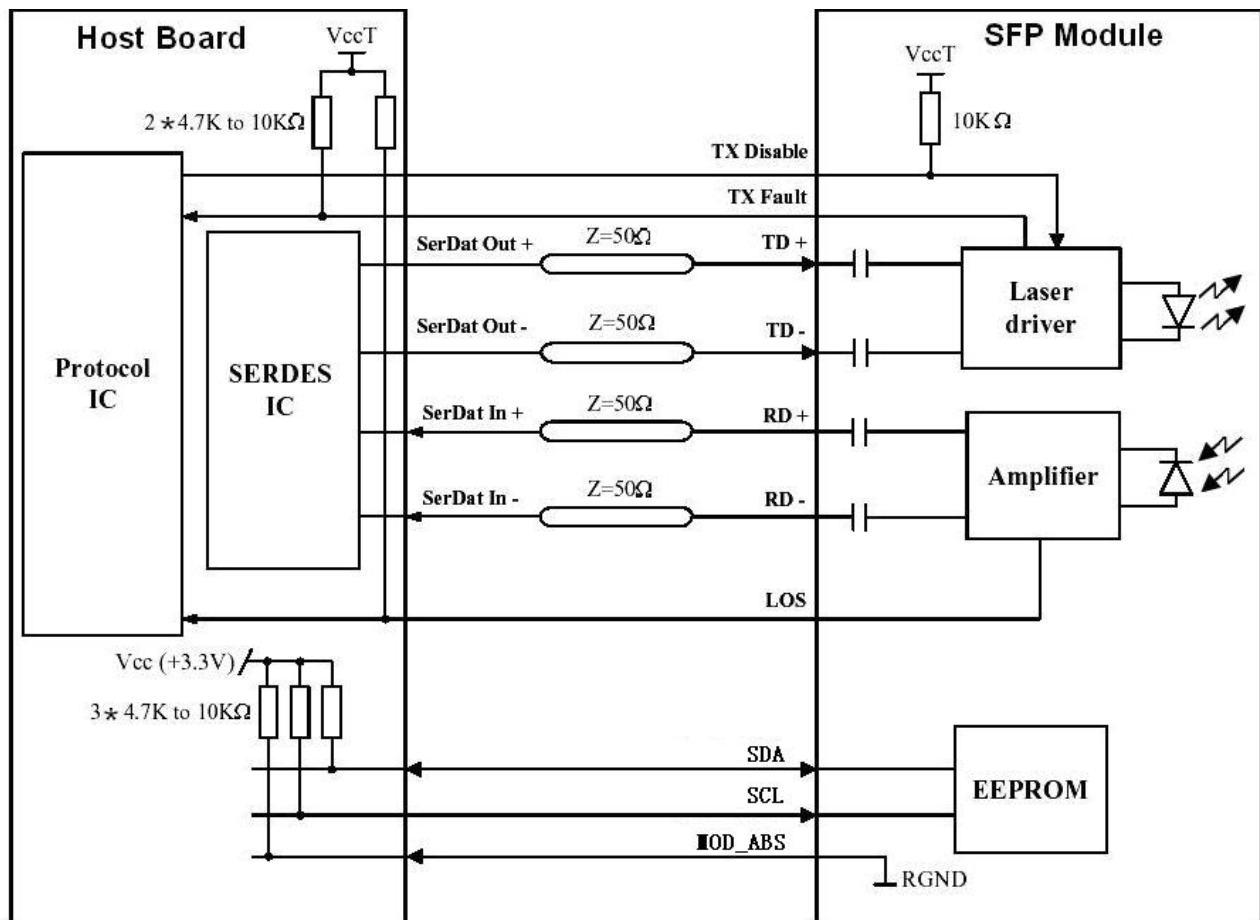 Host Board
SFP Module
VccT
VccT
2*4.7K to 10KΩ
10KΩ
TX Disable
TX Fault
SerDat Out +
Z=50Ω
TD +
SerDat Out -
Z=50Ω
TD -
Laser
driver
Protocol
IC
SERDES
IC
SerDat In +
Z=50Ω
RD +
SerDat In -
Z=50Ω
RD -
Amplifier
LOS
Vcc (+3.3V)
3* 4.7K to 10KΩ
SDA
SCL
MOD_ABS
EEPROM
RGND